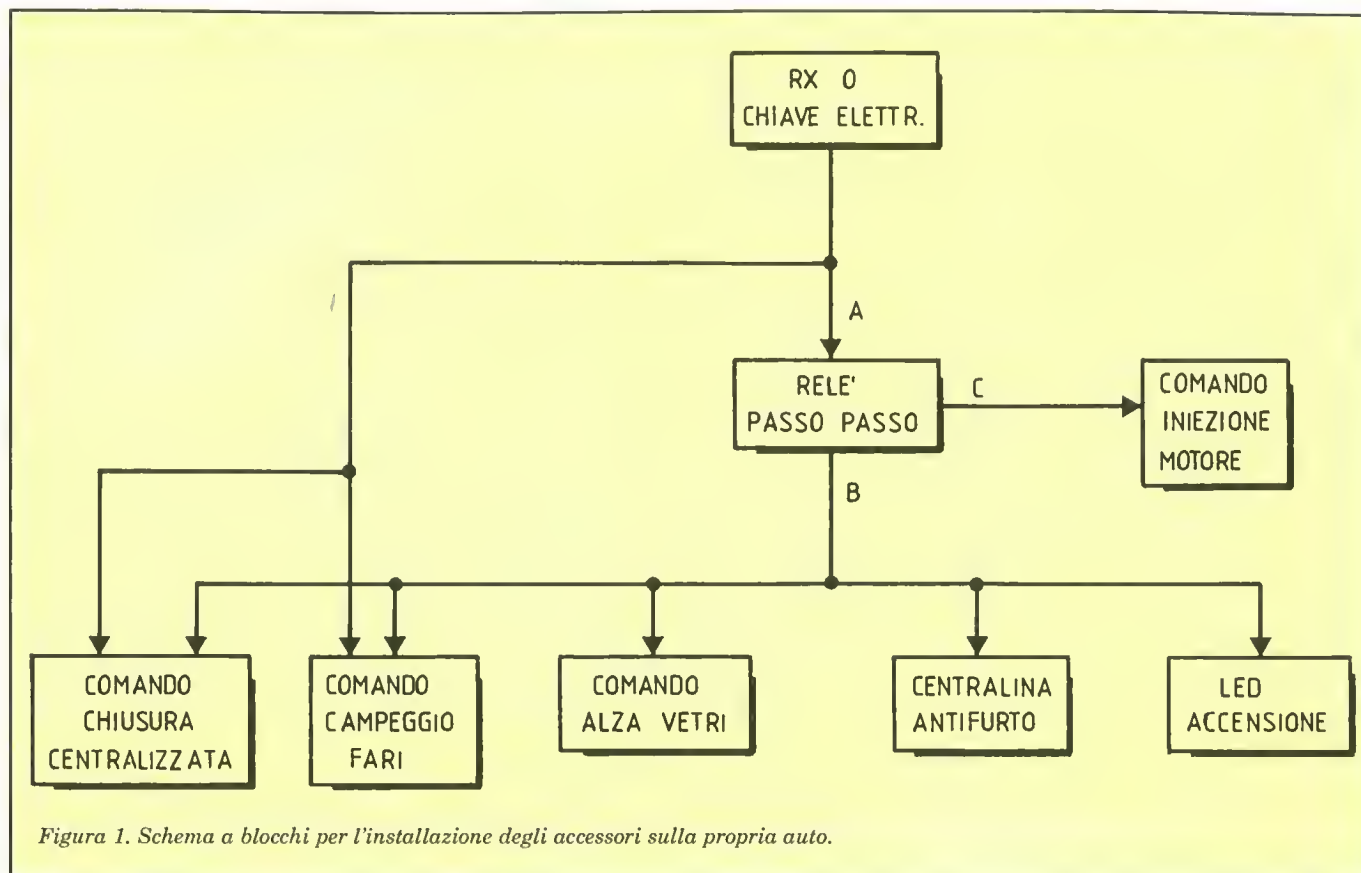 RX O
CHIAVE ELETTR.
A
RELE'
PASSO PASSO
C
COMANDO
INIEZIONE
MOTORE
B
COMANDO
CHIUSURA
CENTRALIZZATA
COMANDO
CAMPEGGIO
FARI
COMANDO
ALZA VETRI
CENTRALINA
ANTIFURTO
LED
ACCENSIONE
Figura 1. Schema a blocchi per l'installazione degli accessori sulla propria auto.